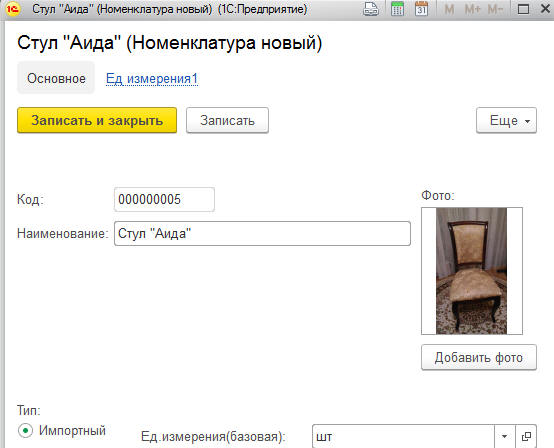 Стул "Аида" (Номенклатура новый) (1С:Предприятие)
M M+ M-
31
Стул "Аида" (Номенклатура новый)
Основное Ед измерения1
Записать и закрыть Записать Еще
Фото:
Код: 000000005
Наименование: Стул "Аида"
Добавить фото
Тип:
Импортный Ед.измерения(базовая): шт